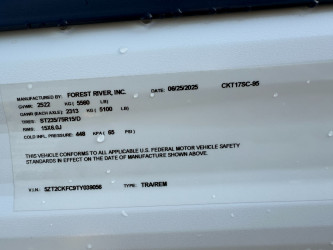 MANUFACTURED BY: FOREST RIVER, INC. DATE: 06/25/2025 CKT17SC-85
GVWR: 2522 KG ( 5560 LB)
GAWR (EACH AXLE): 2313 KG ( 5100 LB)
TIRES: ST235/75R15/D
RIMS: 15X6.0J
COLD INFL. PRESSURE: 448 KPA ( 65 PSI )
THIS VEHICLE CONFORMS TO ALL APPLICABLE U.S. FEDERAL MOTOR VEHICLE SAFETY
STANDARDS IN EFFECT ON THE DATE OF MANUFACTURE SHOWN ABOVE.
V.I.N: 5ZT2CKFC9TY039056 TYPE: TRA/REM